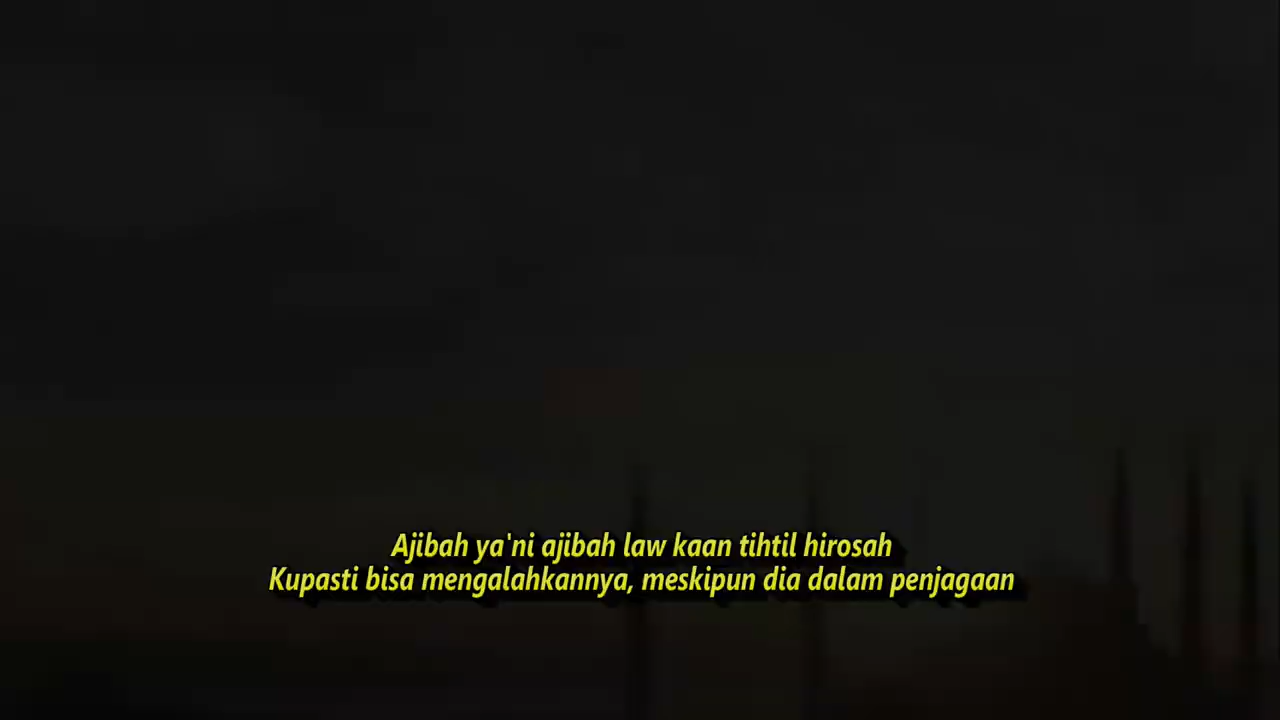 Ajibah ya'ni ajibah law kaan tihtil hirosah
Kupasti bisa mengalahkannya, meskipun dia dalam penjagaan